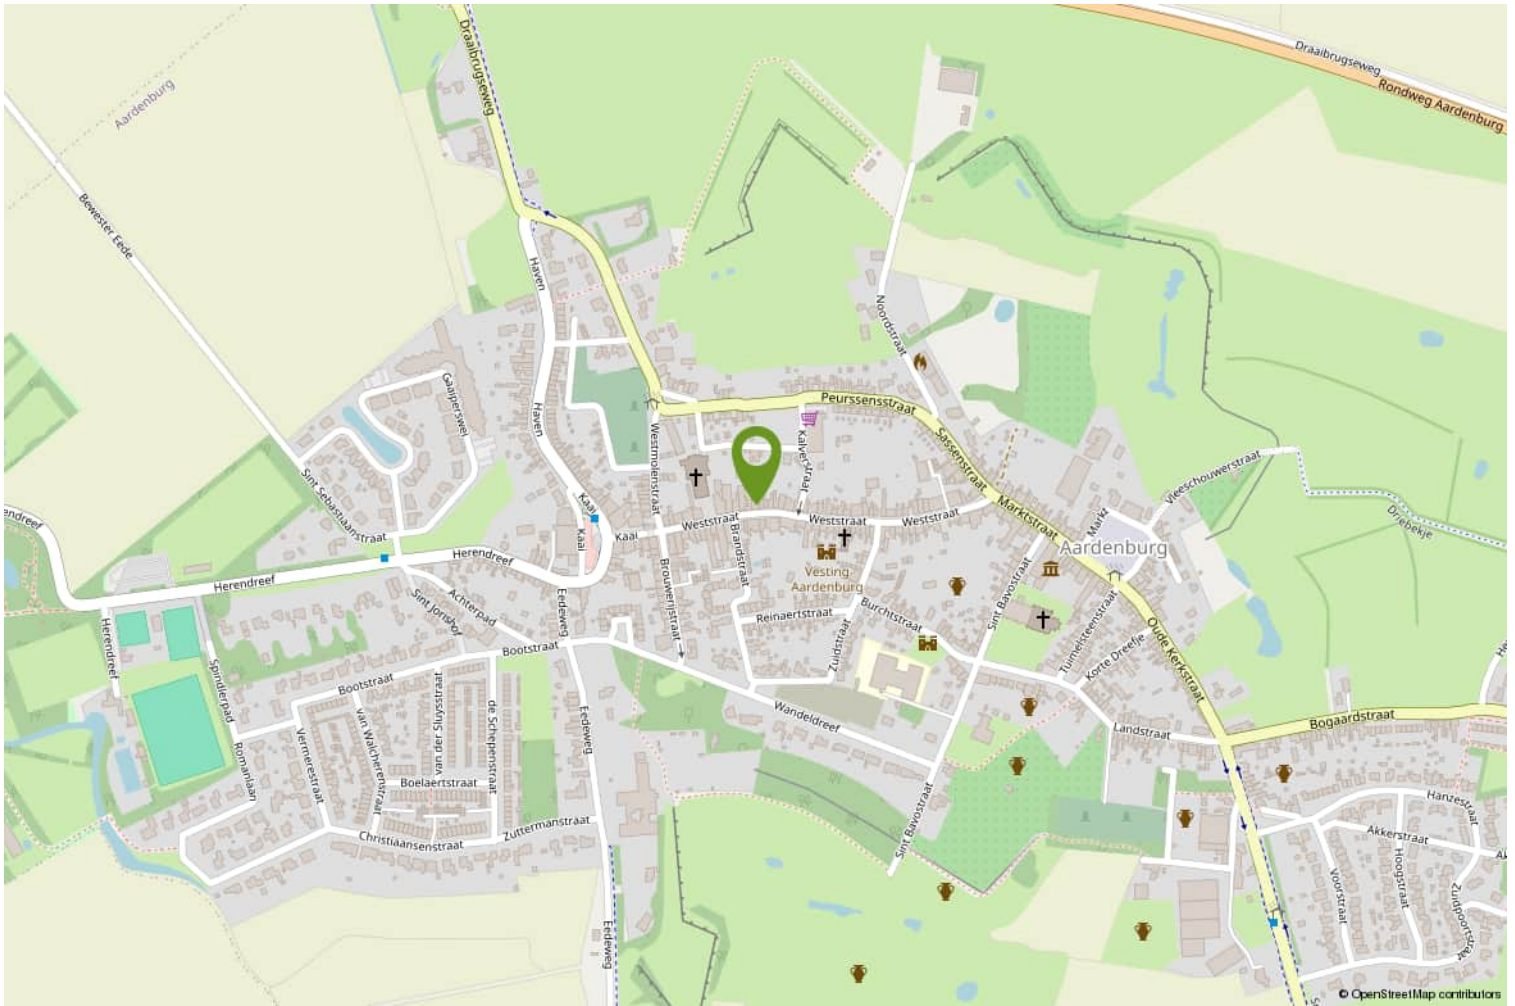 Draaibrugseweg
Draaibrugseweg
Rondweg Aardenburg
Aardenburg
Bewester Eede
Haven
Noordstraat
Gaaiperswei
Haven
Peurssensstraat
Westmolenstraat
Kalverstraat
Sassenstraat
Sint Sebastiaanstraat
Vleeschouwerstraat
Kaai
Marktstraat
Markt
Driebekje
Weststraat
Weststraat
Weststraat
Kaai
Kaai
Brandstraat
Aardenburg
Herendreef
Herendreef
Vesting
Aardenburg
Brouwerijstraat
Achterpad
Sint Jorishof
Eedeweg
Reinaertstraat
Burchtstraat
Sint Bavostraat
Tuimelsteenstraat
Korte Dreefje
Oude Kerkstraat
Herendreef
Spindlerpad
Bootstraat
Zuidstraat
Bootstraat
Wandeldreef
Landstraat
Bogaardstraat
Eedeweg
van der Sluysstraat
de Schepenstraat
van Walcherenstraat
Vermerestraat
Romanlaan
Boelaertstraat
Christiaansenstraat
Zuttermanstraat
Sint Bavostraat
Hanzestraat
Akkerstraat
Hoogstraat
Voorstraat
Zuidpoortstraat
Eedeweg
© OpenStreetMap contributors